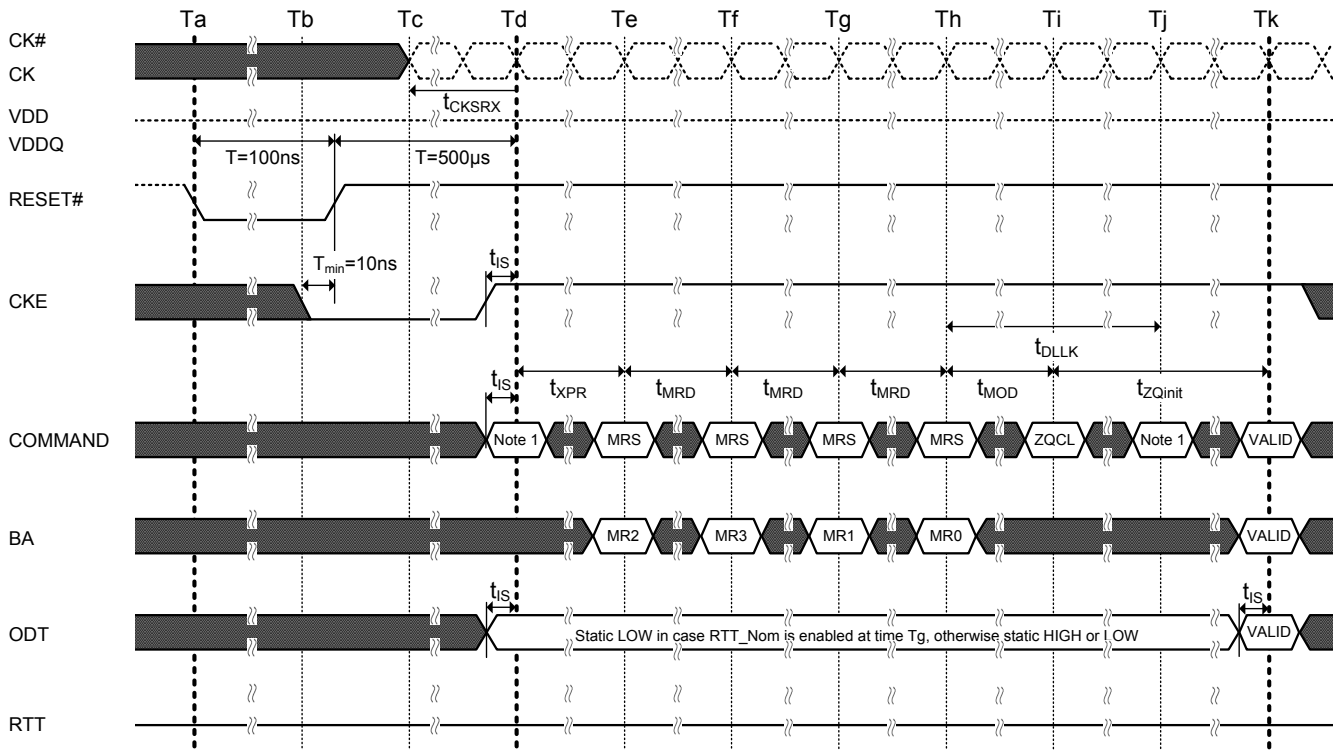 Ta Tb Tc Td Te Tf Tg Th Ti Tj Tk
CK#
CK
tCKSRX
VDD
VDDQ
T=100ns T=500µs
RESET#
Tmin=10ns
tIS
CKE
tDLLK
tIS tXPR tMRD tMRD tMRD tMOD tZQinit
COMMAND Note 1 MRS MRS MRS MRS ZQCL Note 1 VALID
BA MR2 MR3 MR1 MR0 VALID
tIS tIS
ODT Static LOW in case RTT_Nom is enabled at time Tg, otherwise static HIGH or LOW VALID
RTT